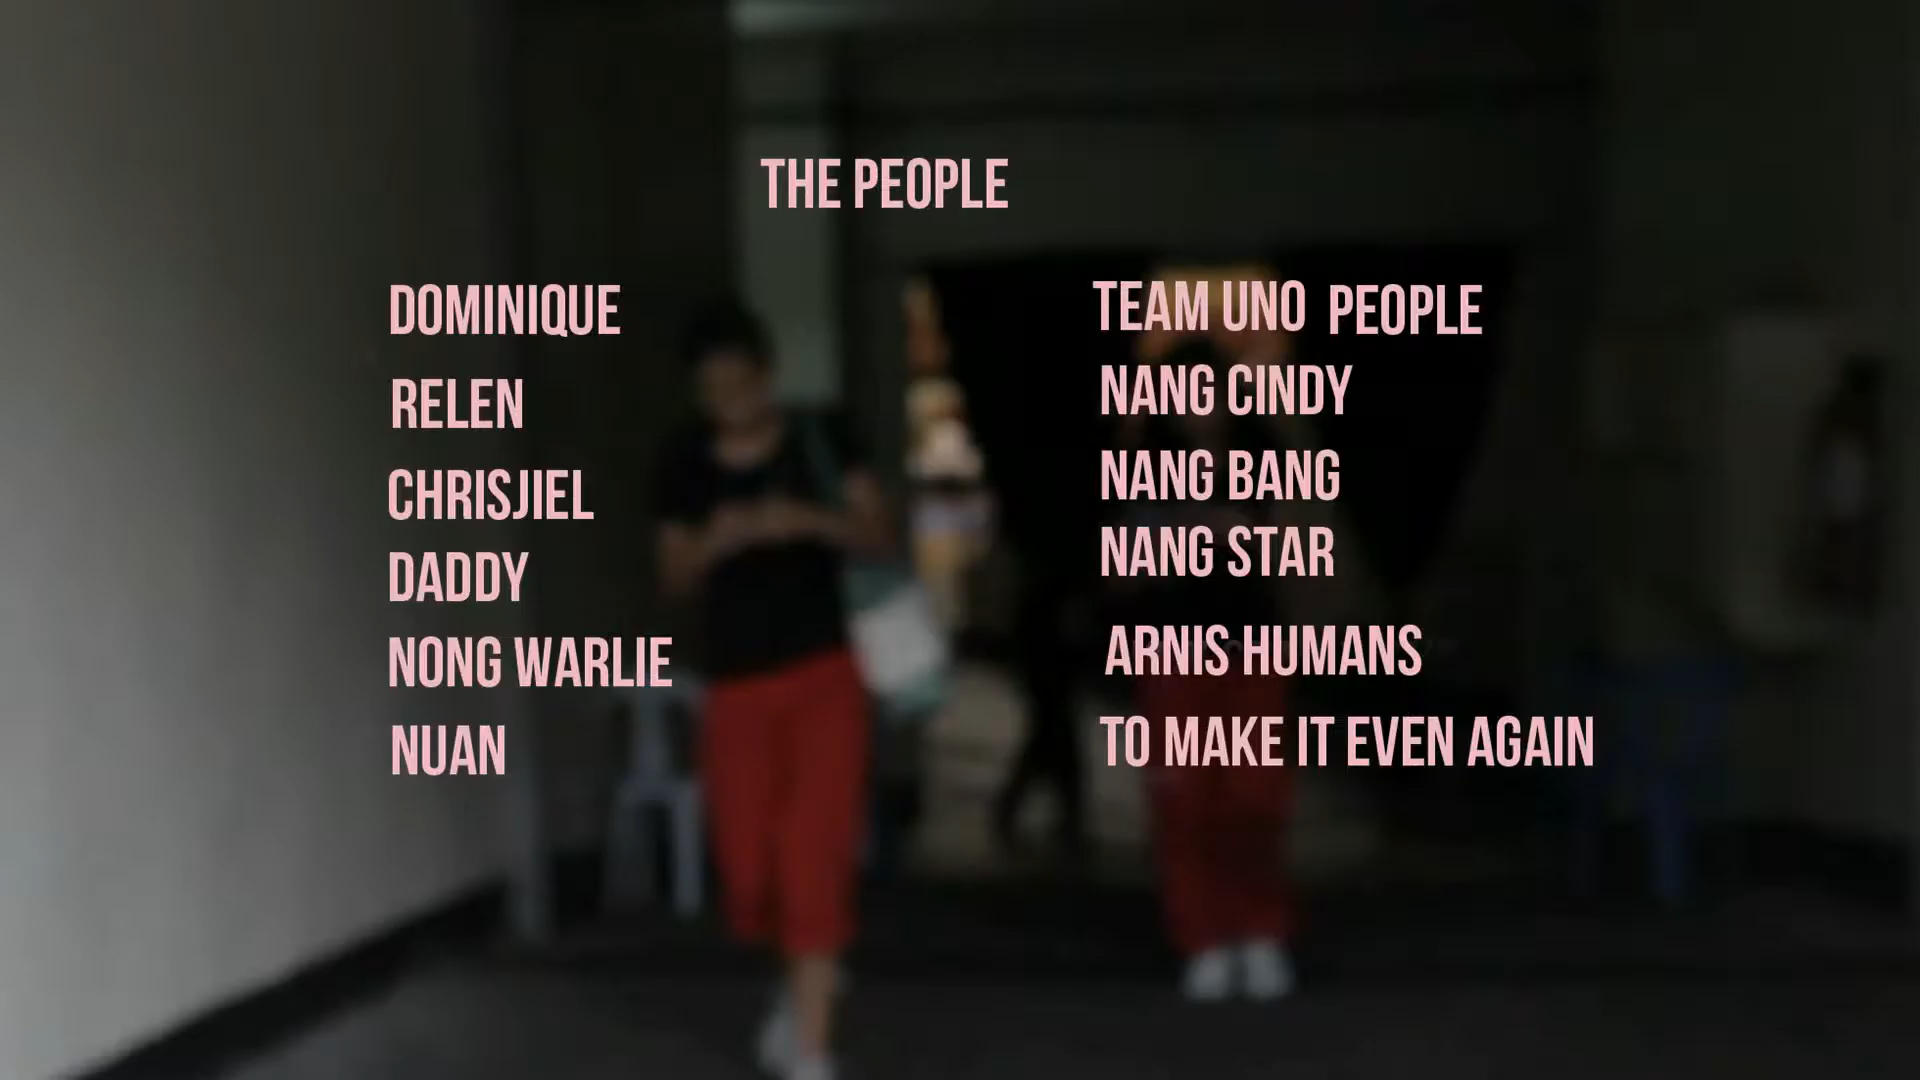 THE PEOPLE
DOMINIQUE
RELEN
CHRISJIEL
DADDY
NONG WARLIE
NUAN
TEAM UNO PEOPLE
NANG CINDY
NANG BANG
NANG STAR
ARNIS HUMANS
TO MAKE IT EVEN AGAIN